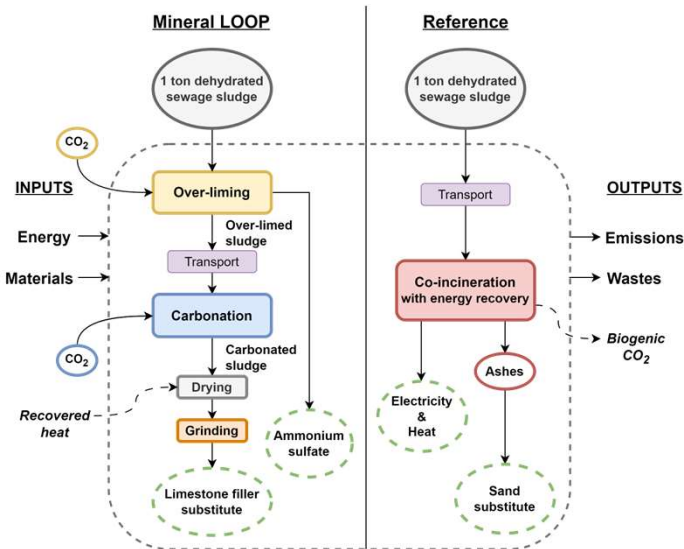 Mineral LOOP
Reference
1 ton dehydrated
sewage sludge
1 ton dehydrated
sewage sludge
CO2
INPUTS
Energy
Materials
Over-liming
Over-limed
sludge
Transport
CO2
Carbonation
Carbonated
sludge
Recovered
heat
Drying
Grinding
Ammonium
sulfate
Limestone filler
substitute
Transport
Co-incineration
with energy recovery
Electricity
&
Heat
Ashes
Sand
substitute
OUTPUTS
Emissions
Wastes
Biogenic
CO2